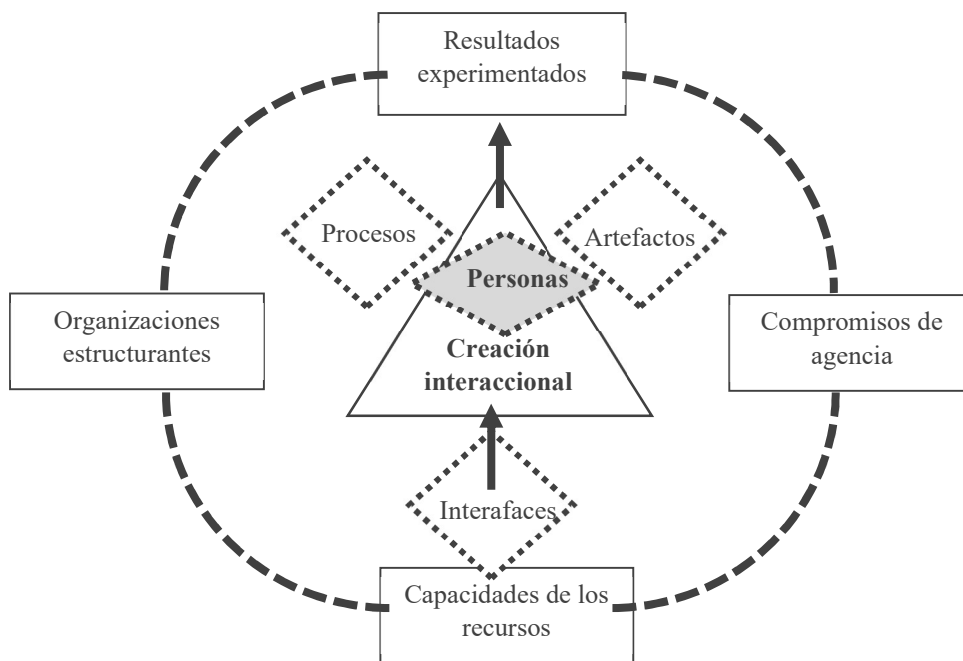 Resultados
experimentados
Procesos
Artefactos
Personas
Organizaciones
estructurantes
Compromisos de
agencia
Creación
interaccional
Interafaces
Capacidades de los
recursos